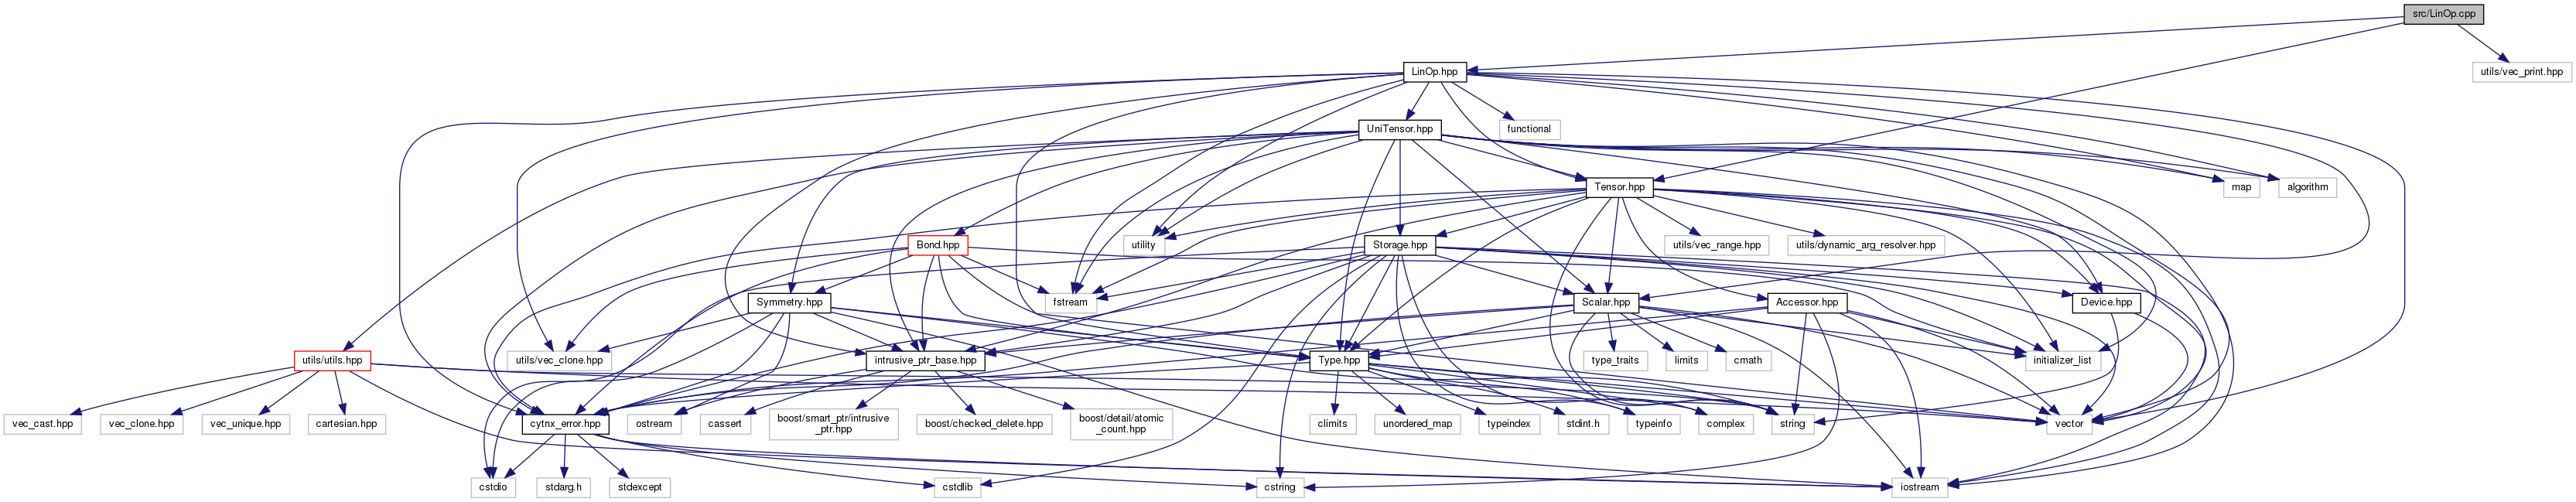 src/LinOp.cpp
LinOp.hpp
utils/vec_print.hpp
functional
UniTensor.hpp
Tensor.hpp
map
algorithm
Bond.hpp
utility
Storage.hpp
utils/vec_range.hpp
utils/dynamic_arg_resolver.hpp
Symmetry.hpp
fstream
Scalar.hpp
Accessor.hpp
Device.hpp
utils/utils.hpp
utils/vec_clone.hpp
intrusive_ptr_base.hpp
Type.hpp
type_traits
limits
cmath
initializer_list
vec_cast.hpp
vec_clone.hpp
vec_unique.hpp
cartesian.hpp
cytnx_error.hpp
ostream
cassert
boost/smart_ptr/intrusive
_ptr.hpp
boost/checked_delete.hpp
boost/detail/atomic
_count.hpp
climits
unordered_map
typeindex
stdint.h
typeinfo
complex
string
vector
cstdio
stdarg.h
stdexcept
cstdlib
cstring
iostream